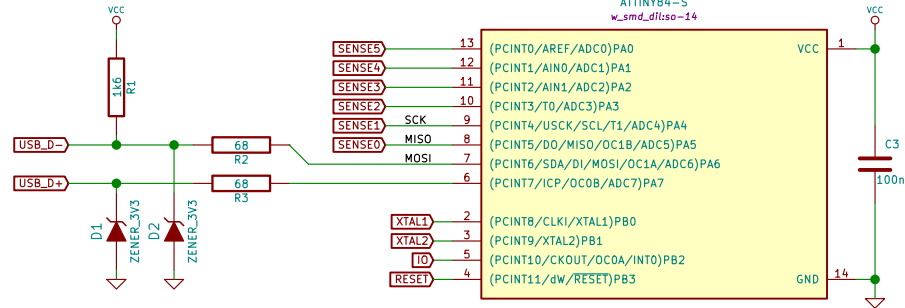 ATTINY84-S
w_smd_dil:so-14
VCC
VCC
SENSE5 13 (PCINT0/AREF/ADC0)PA0 VCC 1
SENSE4 12 (PCINT1/AIN0/ADC1)PA1
1k6 R1
SENSE3 11 (PCINT2/AIN1/ADC2)PA2
SENSE2 10 (PCINT3/T0/ADC3)PA3
SENSE1 SCK 9 (PCINT4/USCK/SCL/T1/ADC4)PA4
USB_D- 68 SENSE0 MISO 8 (PCINT5/DO/MISO/OC1B/ADC5)PA5 C3
R2 MOSI 7 (PCINT6/SDA/DI/MOSI/OC1A/ADC6)PA6
100n
USB_D+ 68 6 (PCINT7/ICP/OC0B/ADC7)PA7
R3
D1 ZENER_3V3 D2 ZENER_3V3
XTAL1 2 (PCINT8/CLKI/XTAL1)PB0
XTAL2 3 (PCINT9/XTAL2)PB1
IO 5 (PCINT10/CKOUT/OC0A/INT0)PB2
RESET 4 (PCINT11/dW/RESET)PB3 GND 14